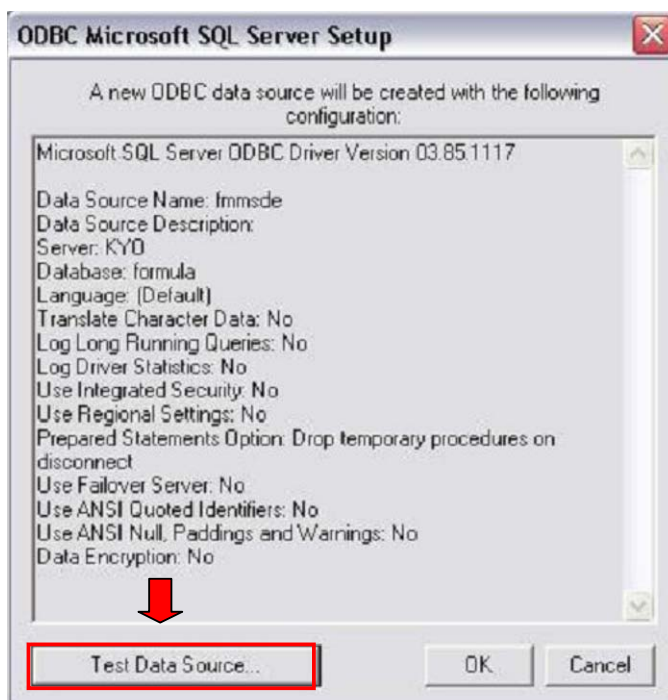 ODBC Microsoft SQL Server Setup
A new ODBC data source will be created with the following
configuration:
Microsoft SQL Server ODBC Driver Version 03.85.1117
Data Source Name: fmmsde
Data Source Description:
Server: KYO
Database: formula
Language: (Default)
Translate Character Data: No
Log Long Running Queries: No
Log Driver Statistics: No
Use Integrated Security: No
Use Regional Settings: No
Prepared Statements Option: Drop temporary procedures on
disconnect
Use Failover Server: No
Use ANSI Quoted Identifiers: No
Use ANSI Null, Paddings and Warnings: No
Data Encryption: No
Test Data Source...
OK
Cancel